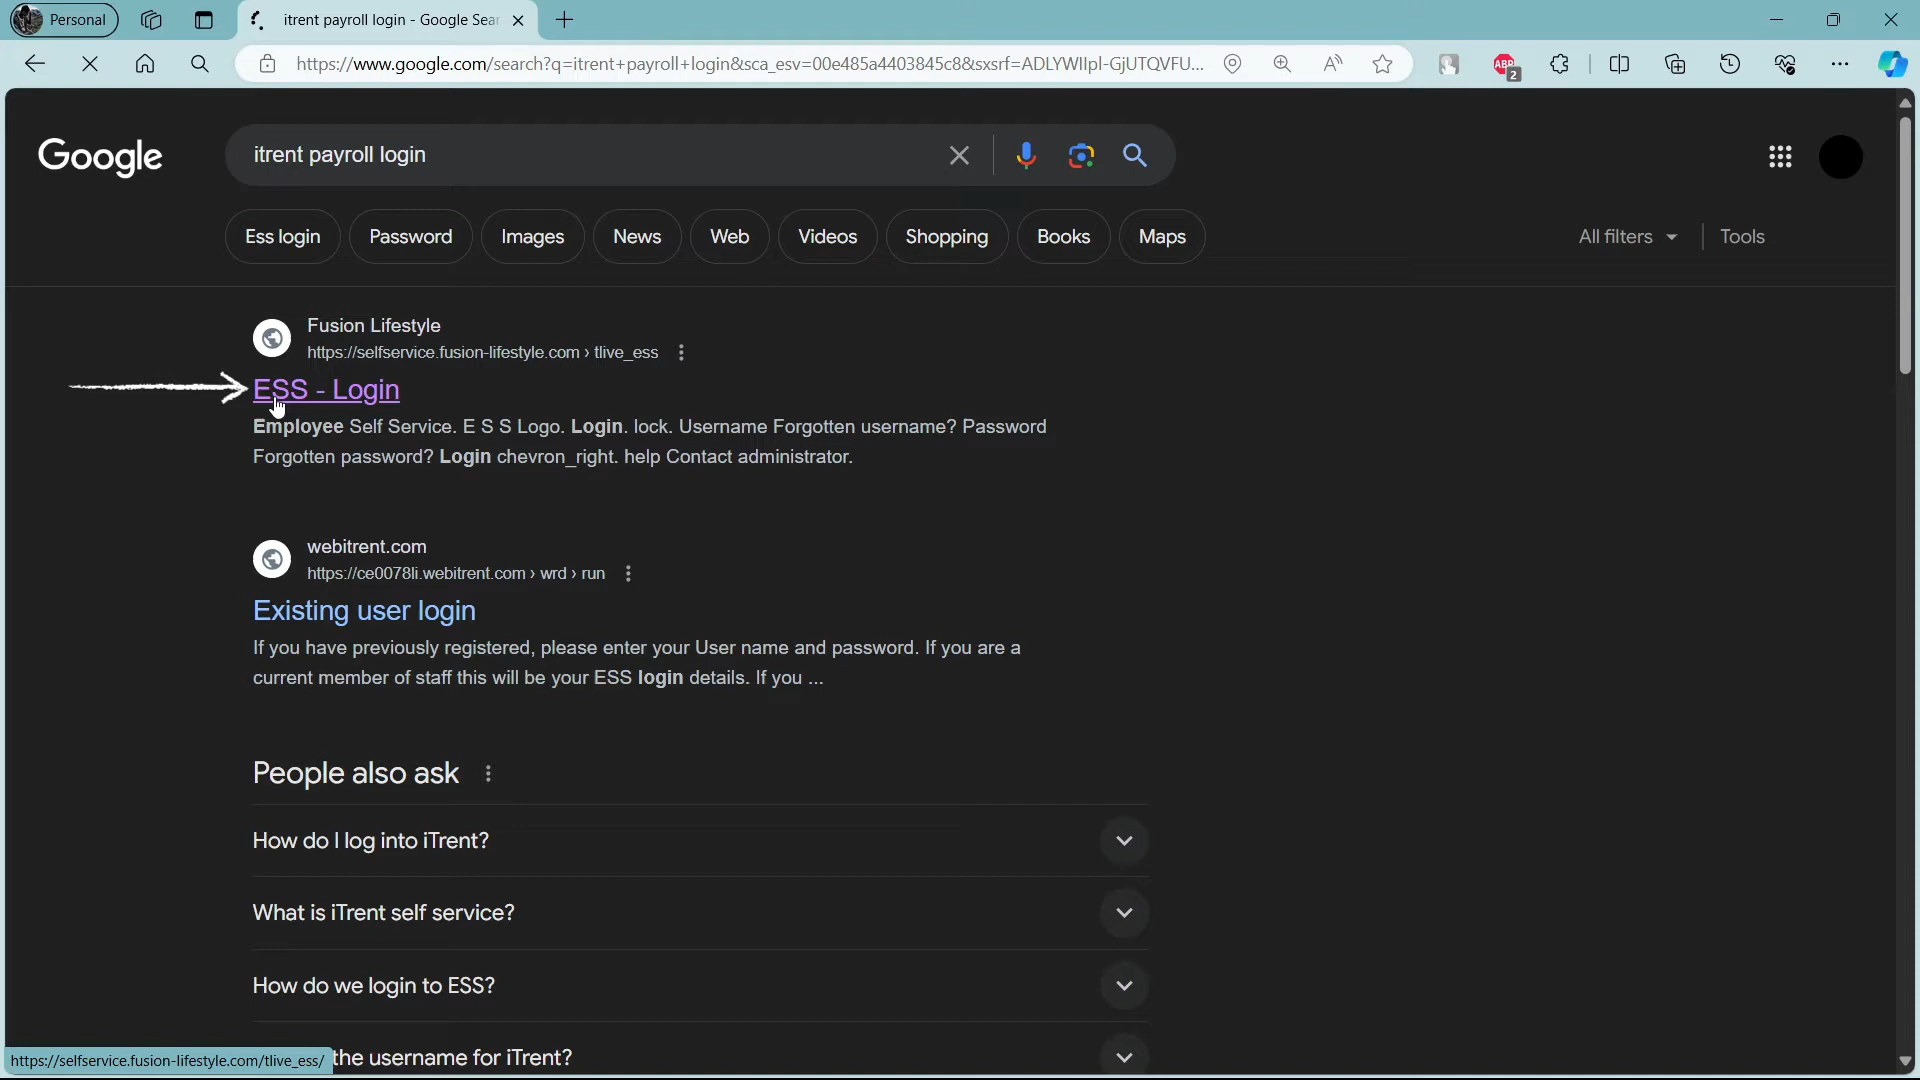 Personal
itrent payroll login - Google Sear
https://www.google.com/search?q=itrent+payroll+login&sca_esv=00e485a4403845c8&sxsrf=ADLYWIIpl-GjUTQVFU...
ABP
2
Google
itrent payroll login
Ess login
Password
Images
News
Web
Videos
Shopping
Books
Maps
All filters
Tools
Fusion Lifestyle
https://selfservice.fusion-lifestyle.com › tlive_ess
ESS - Login
Employee Self Service. E S S Logo. Login. lock. Username Forgotten username? Password
Forgotten password? Login chevron_right. help Contact administrator.
webitrent.com
https://ce0078li.webitrent.com › wrd › run
Existing user login
If you have previously registered, please enter your User name and password. If you are a
current member of staff this will be your ESS login details. If you ...
People also ask
How do I log into iTrent?
What is iTrent self service?
How do we login to ESS?
the username for iTrent?
https://selfservice.fusion-lifestyle.com/tlive_ess/